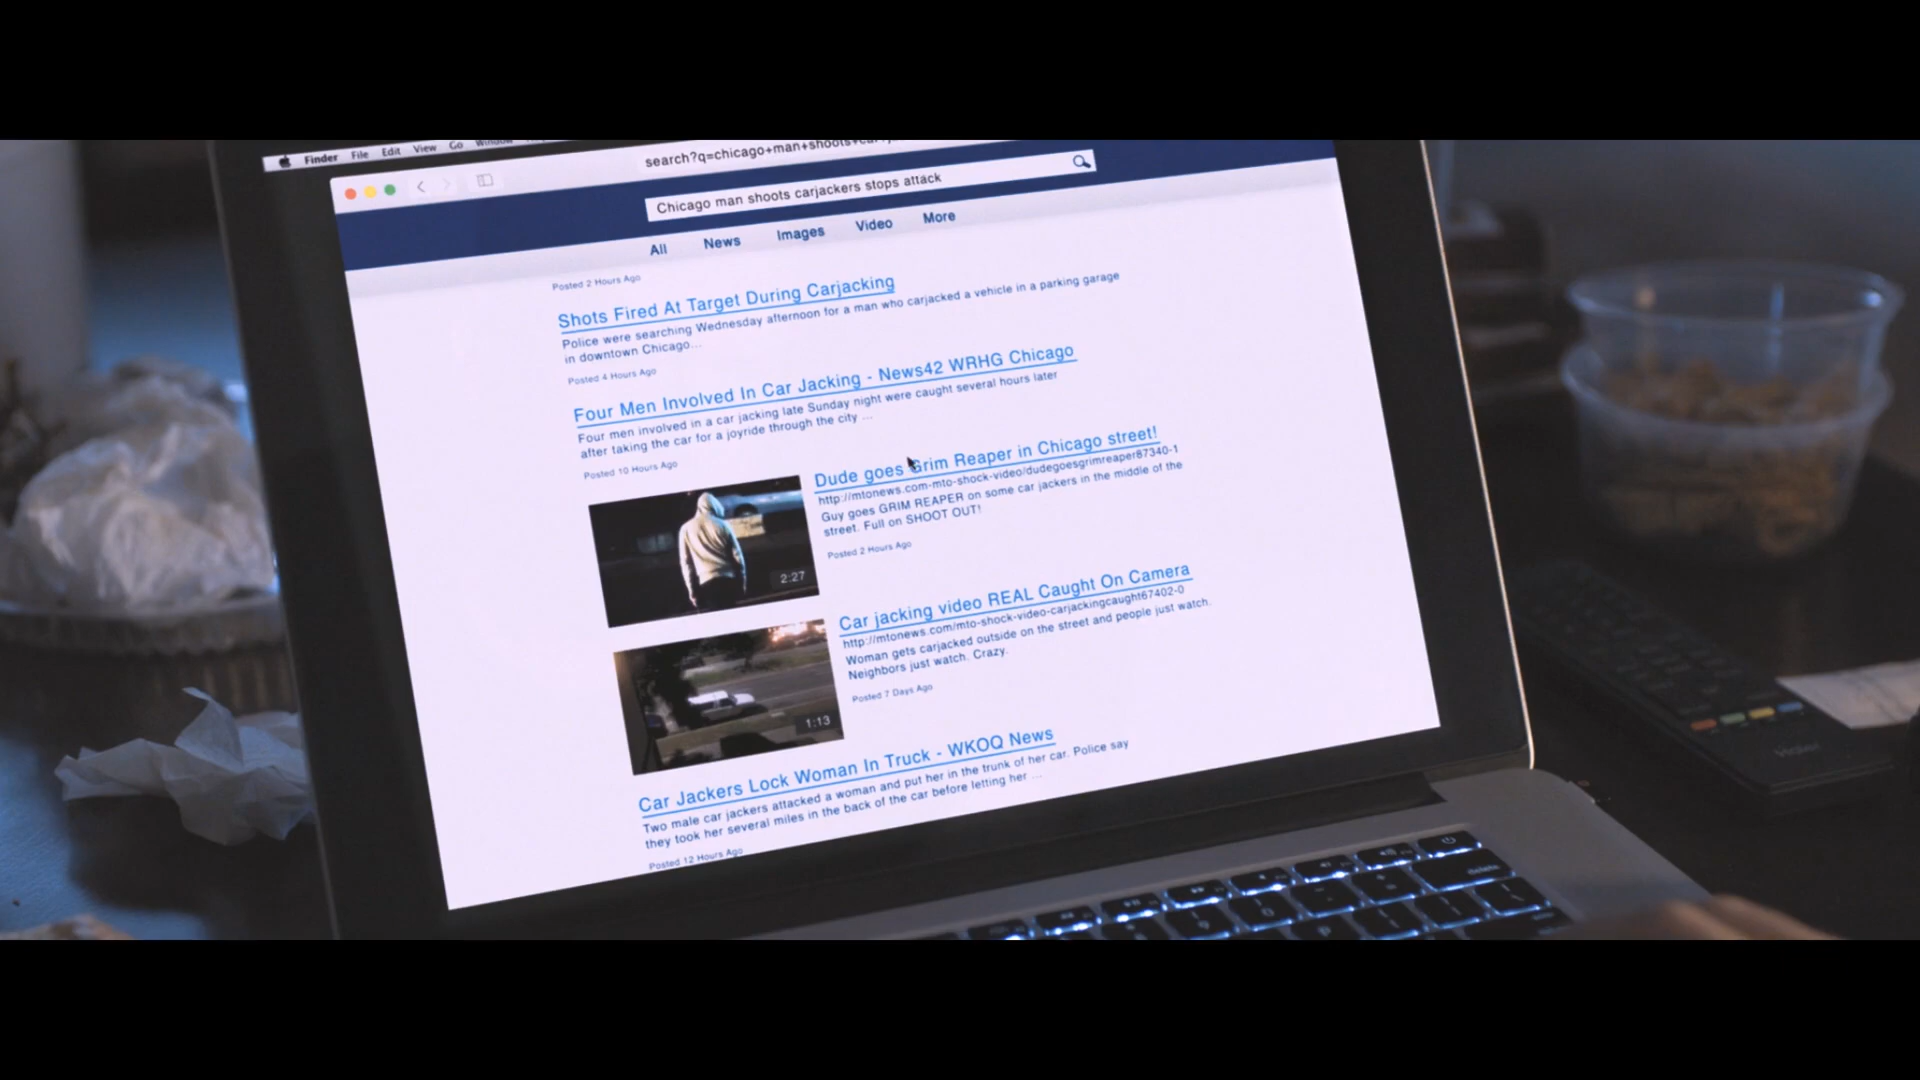 Finder File Edit View Go Window
search?q=chicago+man+shoots+car
Chicago man shoots carjackers stops attack
All News Images Video More
Posted 2 Hours Ago
Shots Fired At Target During Carjacking
Police were searching Wednesday afternoon for a man who carjacked a vehicle in a parking garage
in downtown Chicago...
Posted 4 Hours Ago
Four Men Involved In Car Jacking - News42 WRHG Chicago
Four men involved in a car jacking late Sunday night were caught several hours later
after taking the car for a joyride through the city ...
Posted 10 Hours Ago
Dude goes Grim Reaper in Chicago street!
http://mtonews.com-mto-shock-video/dudegoesgrimreaper87340-1
Guy goes GRIM REAPER on some car jackers in the middle of the
street. Full on SHOOT OUT!
Posted 2 Hours Ago
2:27
Car jacking video REAL Caught On Camera
http://mtonews.com/mto-shock-video-carjackingcaught67402-0
Woman gets carjacked outside on the street and people just watch.
Neighbors just watch. Crazy.
Posted 7 Days Ago
1:13
Car Jackers Lock Woman In Truck - WKOQ News
Two male car jackers attacked a woman and put her in the trunk of her car. Police say
they took her several miles in the back of the car before letting her ...
Posted 12 Hours Ago
delete